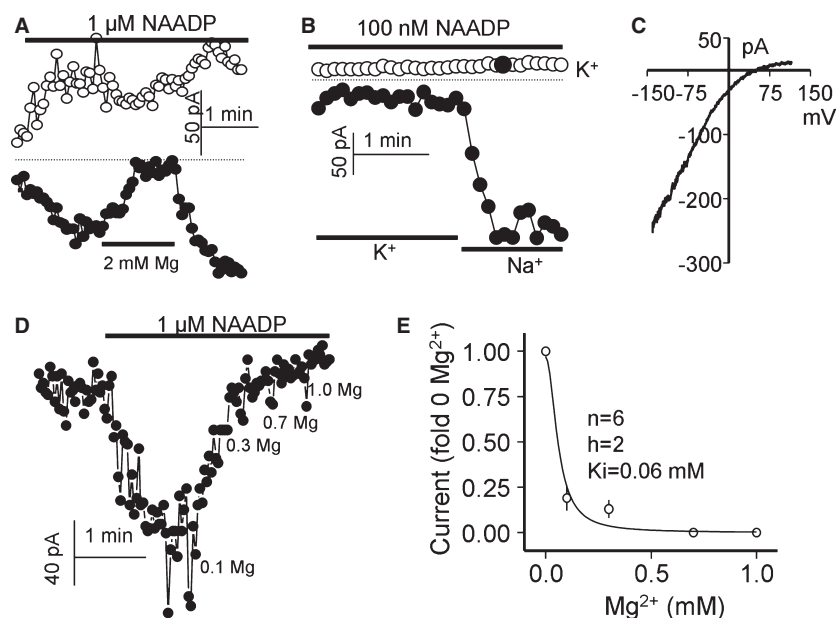 A
1 µM NAADP
50 pA
1 min
2 mM Mg
B
100 nM NAADP
K⁺
50 pA
1 min
K⁺
Na⁺
C
50
pA
-150
-75
75
150
mV
-100
-200
-300
D
1 µM NAADP
1.0 Mg
0.7 Mg
0.3 Mg
0.1 Mg
40 pA
1 min
E
Current (fold 0 Mg²⁺)
1.00
0.75
0.50
0.25
0.00
n=6
h=2
Ki=0.06 mM
0.0
0.5
1.0
Mg²⁺ (mM)